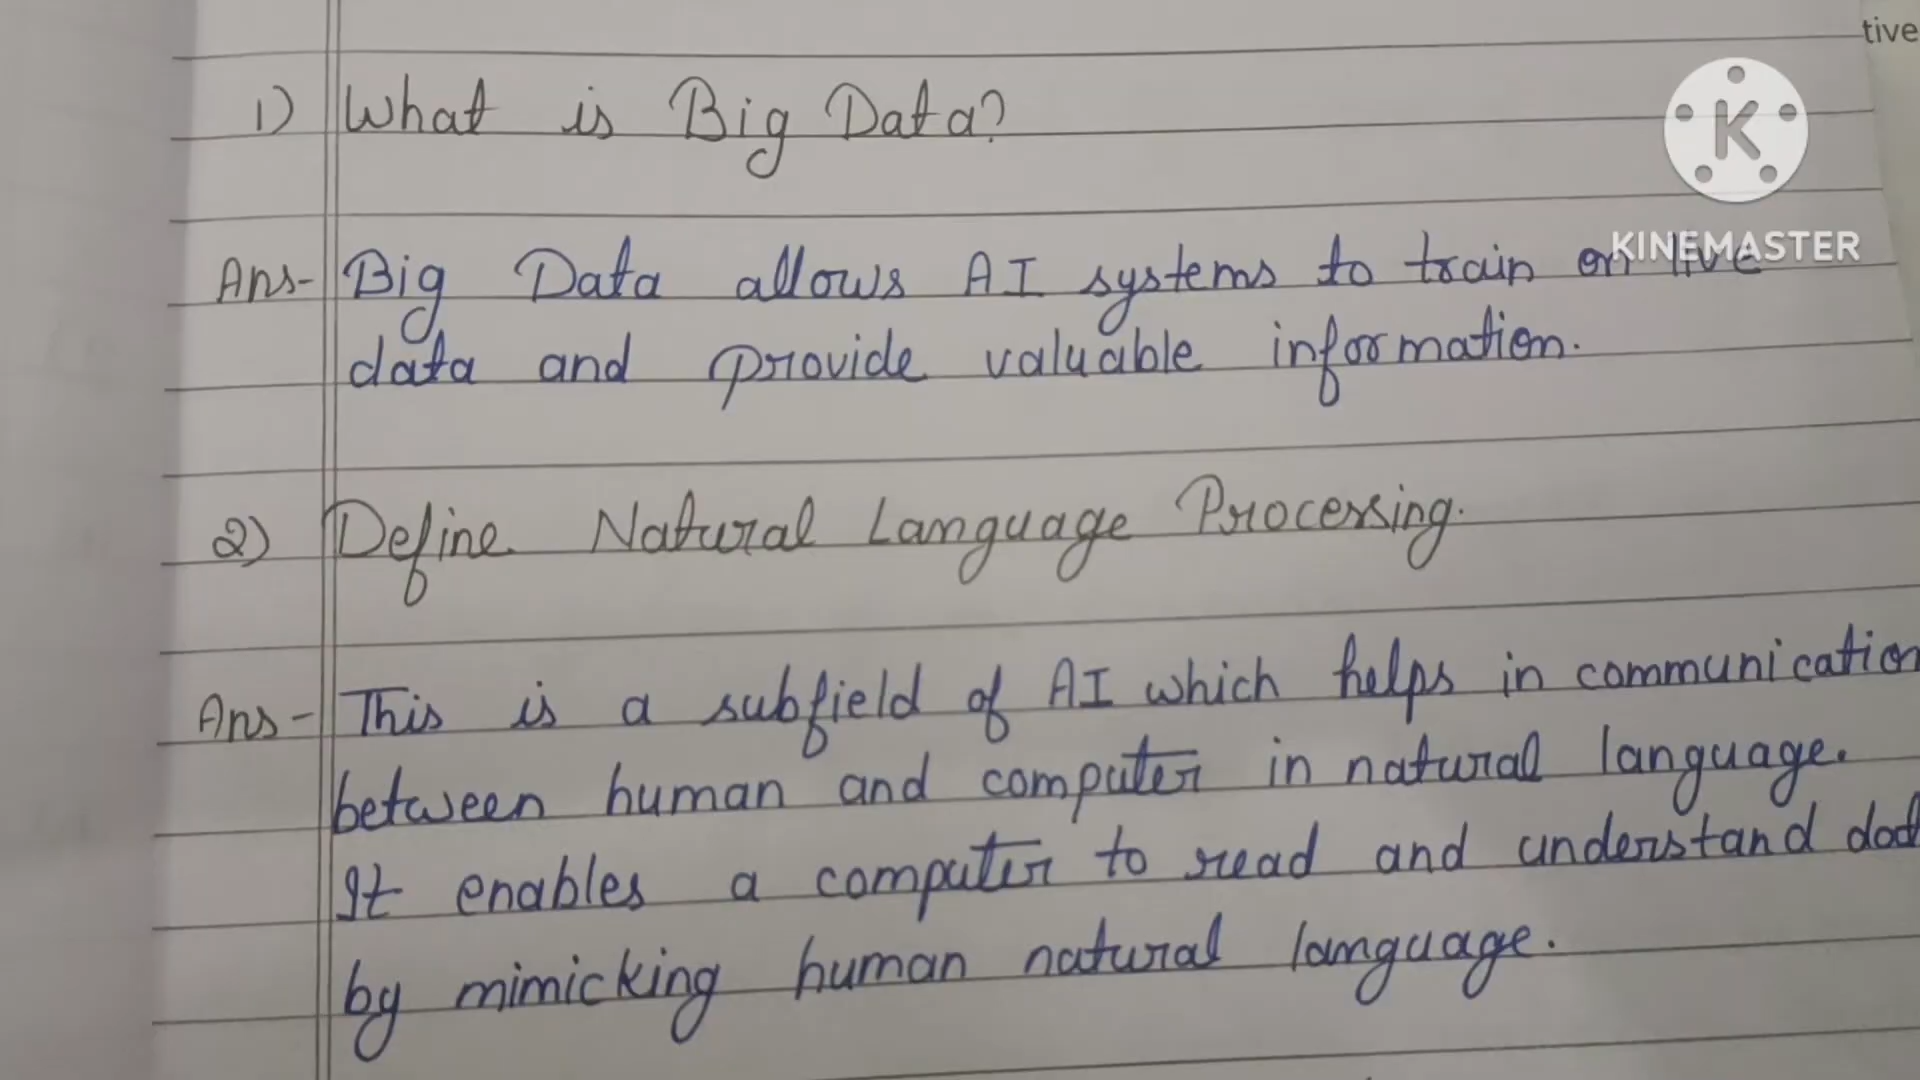 tive
1) What is Big Data?
K
KINEMASTER
Ans- Big Data allows AI systems to train on live
data and provide valuable information.
2) Define Natural Language Processing.
Ans- This is a subfield of AI which helps in communication
between human and computer in natural language.
It enables a computer to read and understand dat
by mimicking human natural language.